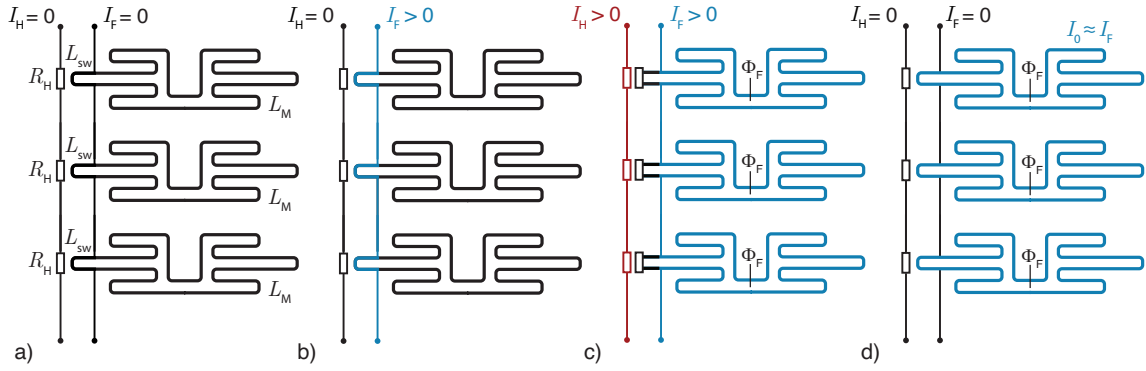 I_H = 0 I_F = 0
L_sw
R_H
L_M
L_sw
R_H
L_M
L_sw
R_H
L_M
a)
I_H = 0 I_F > 0
b)
I_H > 0 I_F > 0
Φ_F
Φ_F
Φ_F
c)
I_H = 0 I_F = 0
I_0 ≈ I_F
Φ_F
Φ_F
Φ_F
d)